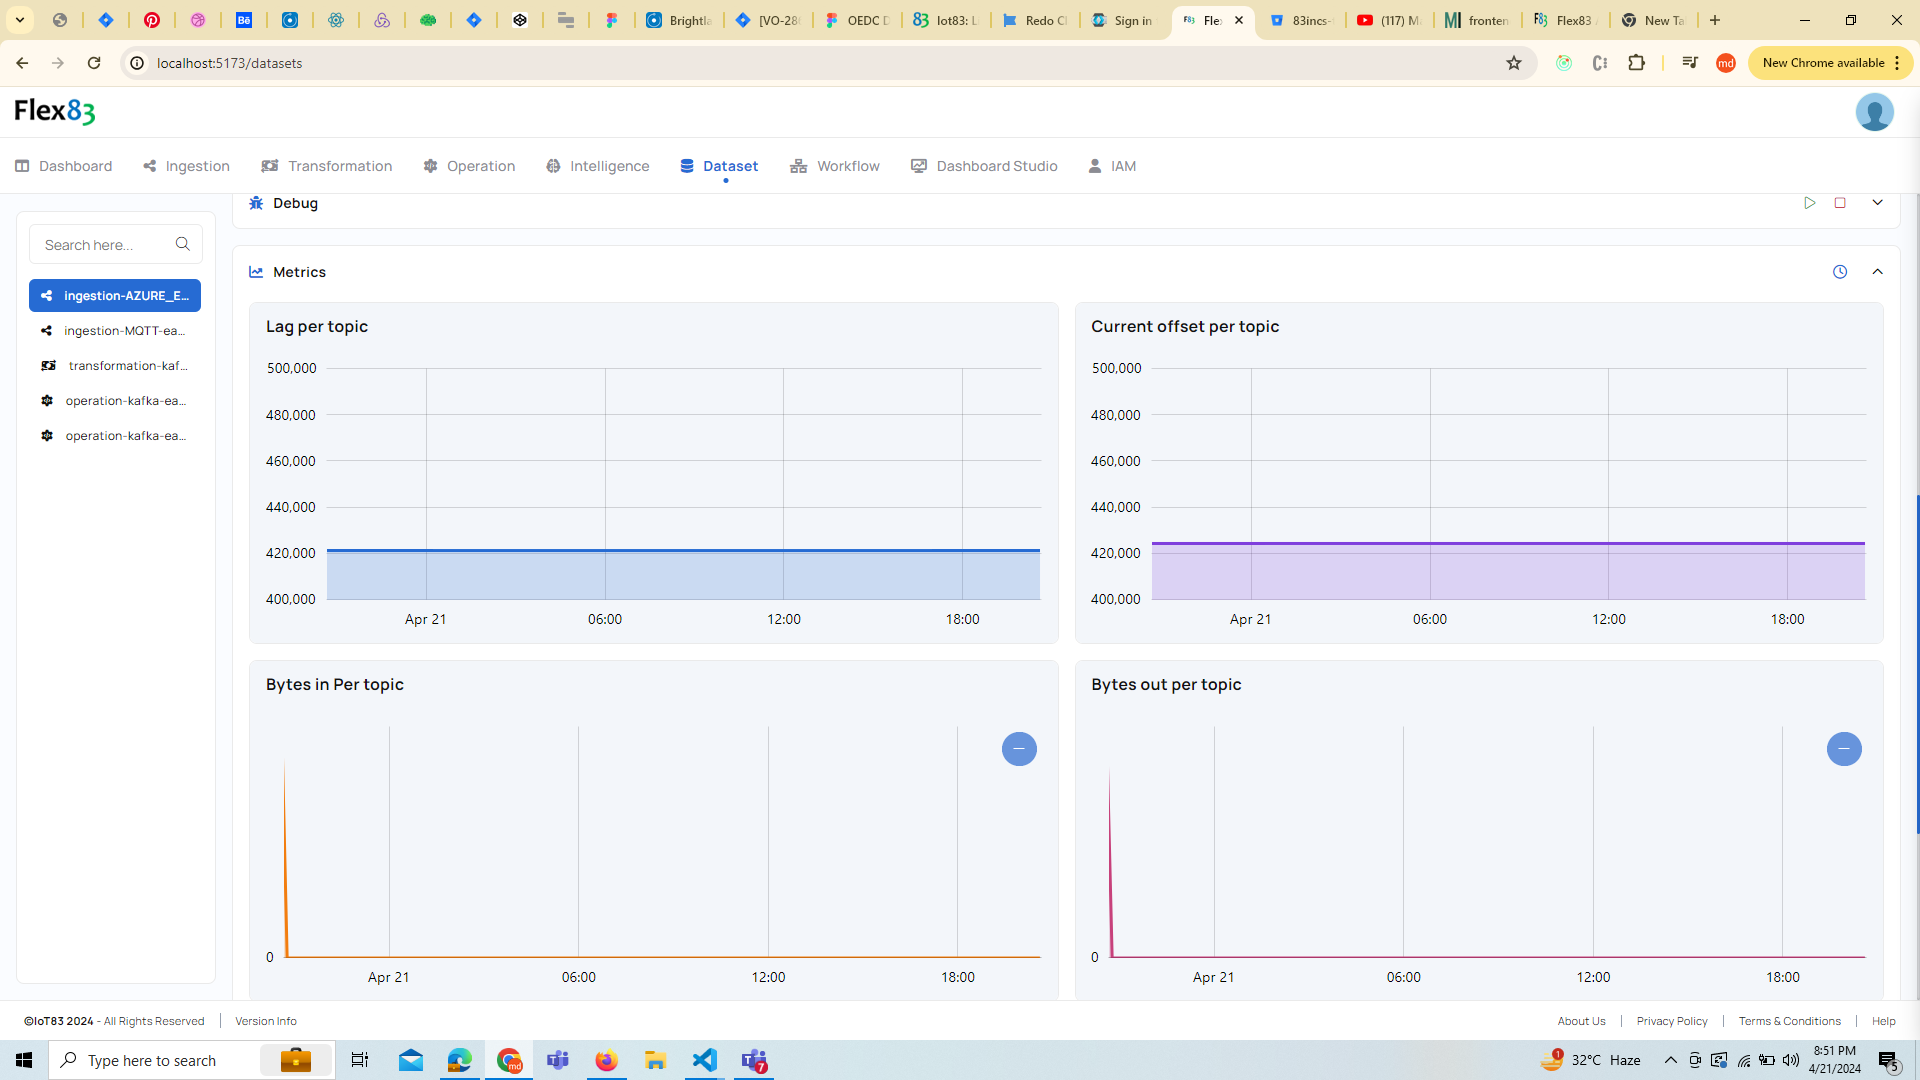 Brightla
[VO-286
OEDC D
Iot83: L
Redo Cl
Sign in
Flex
83incs-
(117) Ma
fronten
Flex83 A
New Ta
localhost:5173/datasets
md
New Chrome available
Flex83
Dashboard
Ingestion
Transformation
Operation
Intelligence
Dataset
Workflow
Dashboard Studio
IAM
Debug
Search here...
Metrics
ingestion-AZURE_E...
ingestion-MQTT-ea...
transformation-kaf...
operation-kafka-ea...
operation-kafka-ea...
Lag per topic
500,000
480,000
460,000
440,000
420,000
400,000
Apr 21 06:00 12:00 18:00
Current offset per topic
500,000
480,000
460,000
440,000
420,000
400,000
Apr 21 06:00 12:00 18:00
Bytes in Per topic
0
Apr 21 06:00 12:00 18:00
Bytes out per topic
0
Apr 21 06:00 12:00 18:00
©IoT83 2024 - All Rights Reserved
Version Info
About Us
Privacy Policy
Terms & Conditions
Help
Type here to search
32°C Haze
8:51 PM
4/21/2024